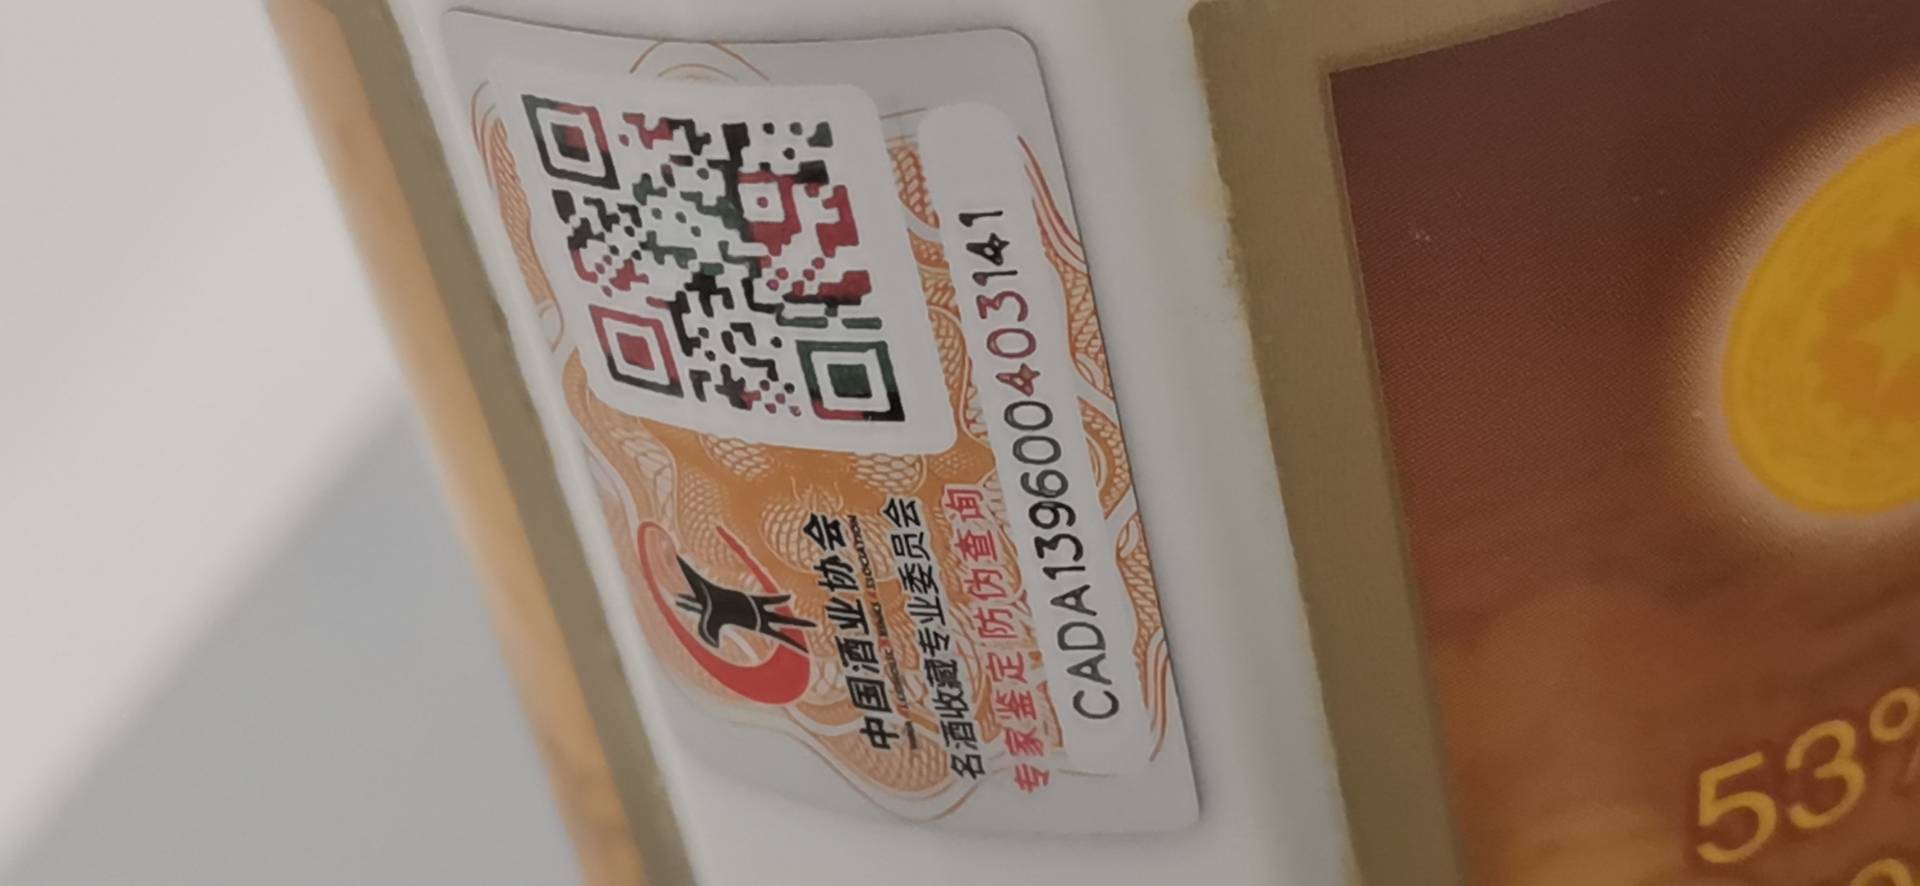 中国酒业协会
名酒收藏专业委员会
专家鉴定 防伪查询
CADA139600403141
53%